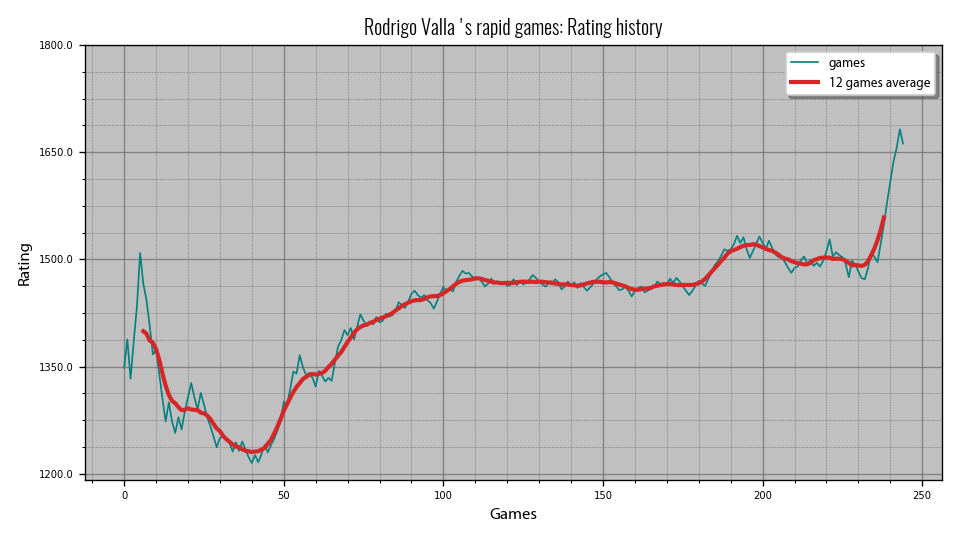 Rodrigo Valla 's rapid games: Rating history
games
12 games average
Rating
1800.0
1650.0
1500.0
1350.0
1200.0
0 50 100 150 200 250
Games